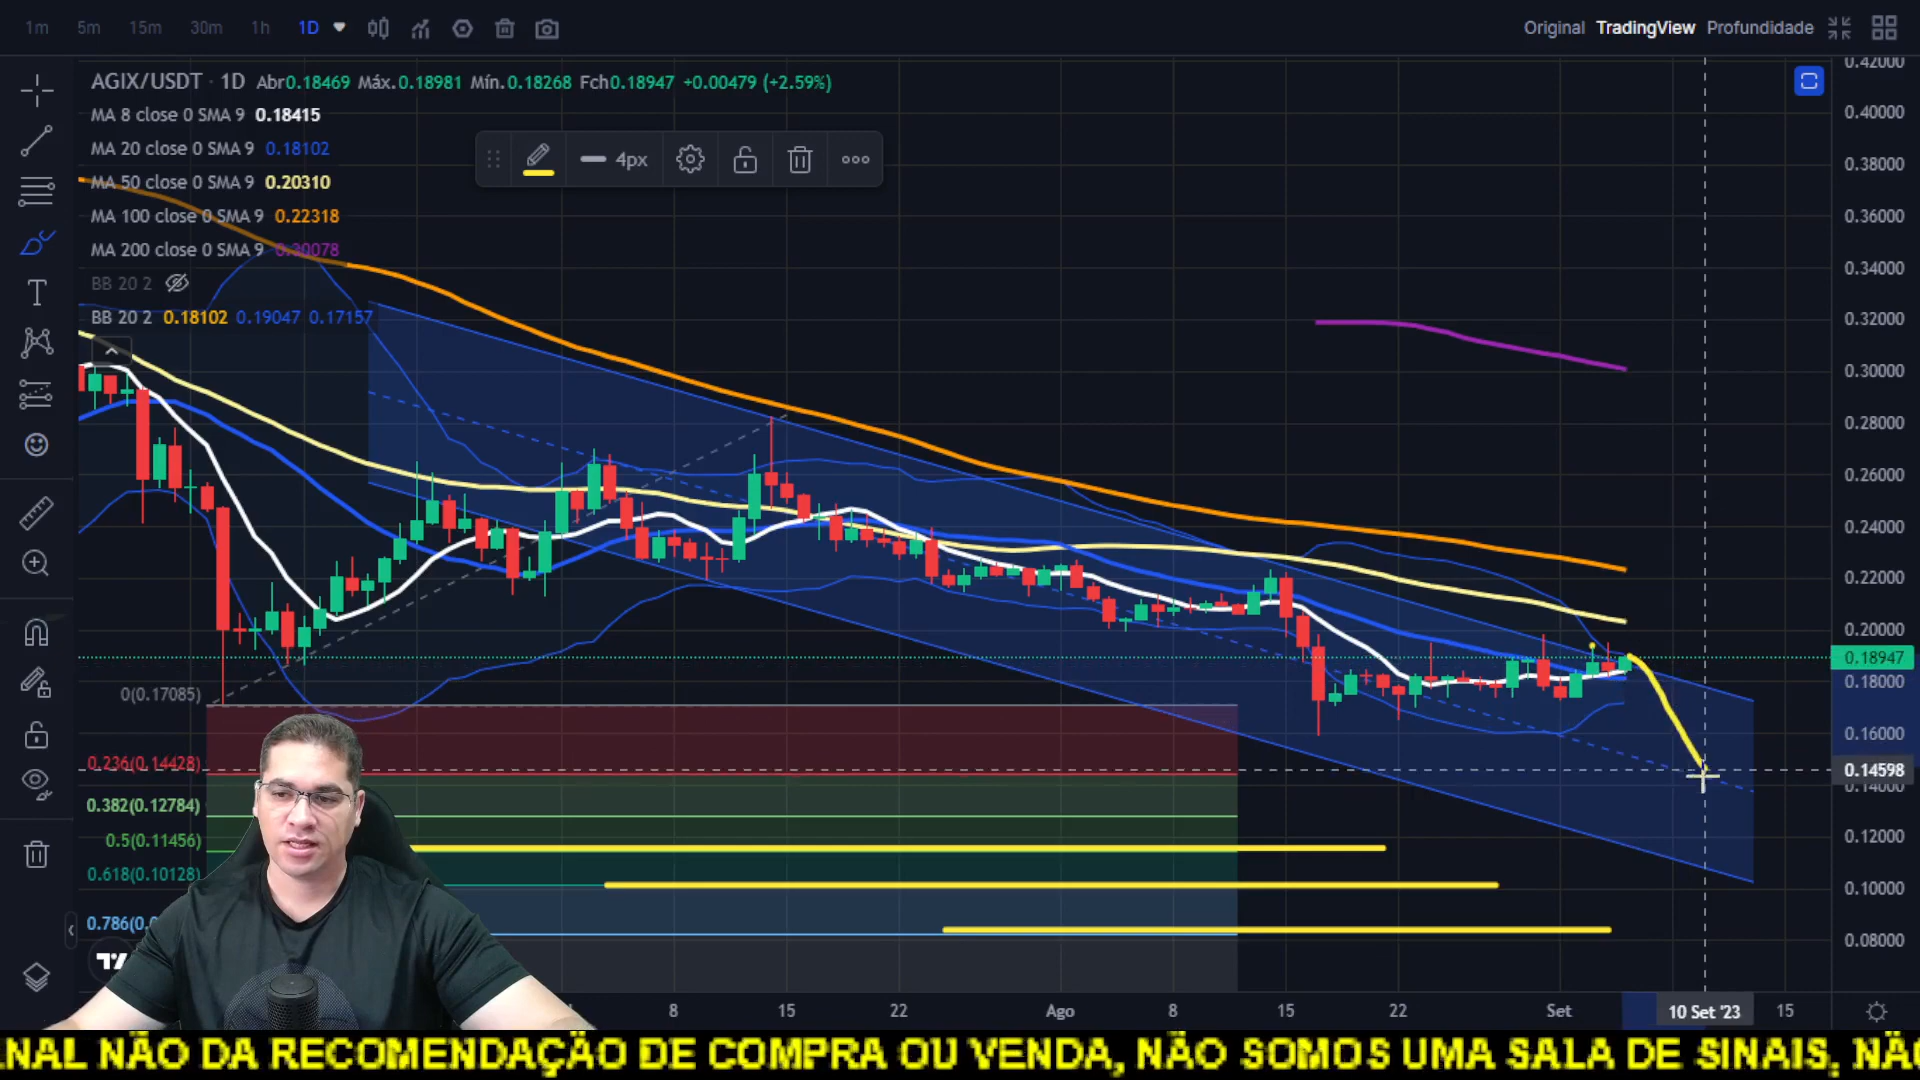 1m 5m 15m 30m 1h 1D
Original TradingView Profundidade
AGIX/USDT · 1D Abr0.18469 Máx.0.18981 Mín.0.18268 Fch0.18947 +0.00479 (+2.59%)
MA 8 close 0 SMA 9 0.18415
MA 20 close 0 SMA 9 0.18102
MA 50 close 0 SMA 9 0.20310
MA 100 close 0 SMA 9 0.22318
MA 200 close 0 SMA 9 0.30078
BB 20 2
BB 20 2 0.18102 0.19047 0.17157
4px
0.42000
0.40000
0.38000
0.36000
0.34000
0.32000
0.30000
0.28000
0.26000
0.24000
0.22000
0.20000
0.18947
0.18000
0.16000
0.14598
0.14000
0.12000
0.10000
0.08000
0(0.17085)
0.236(0.14428)
0.382(0.12784)
0.5(0.11456)
0.618(0.10128)
0.786(0.
8 15 22 Ago 8 15 22 Set 10 Set '23 15
NÃO DA RECOMENDAÇÃO DE COMPRA OU VENDA, NÃO SOMOS UMA SALA DE SINAIS,